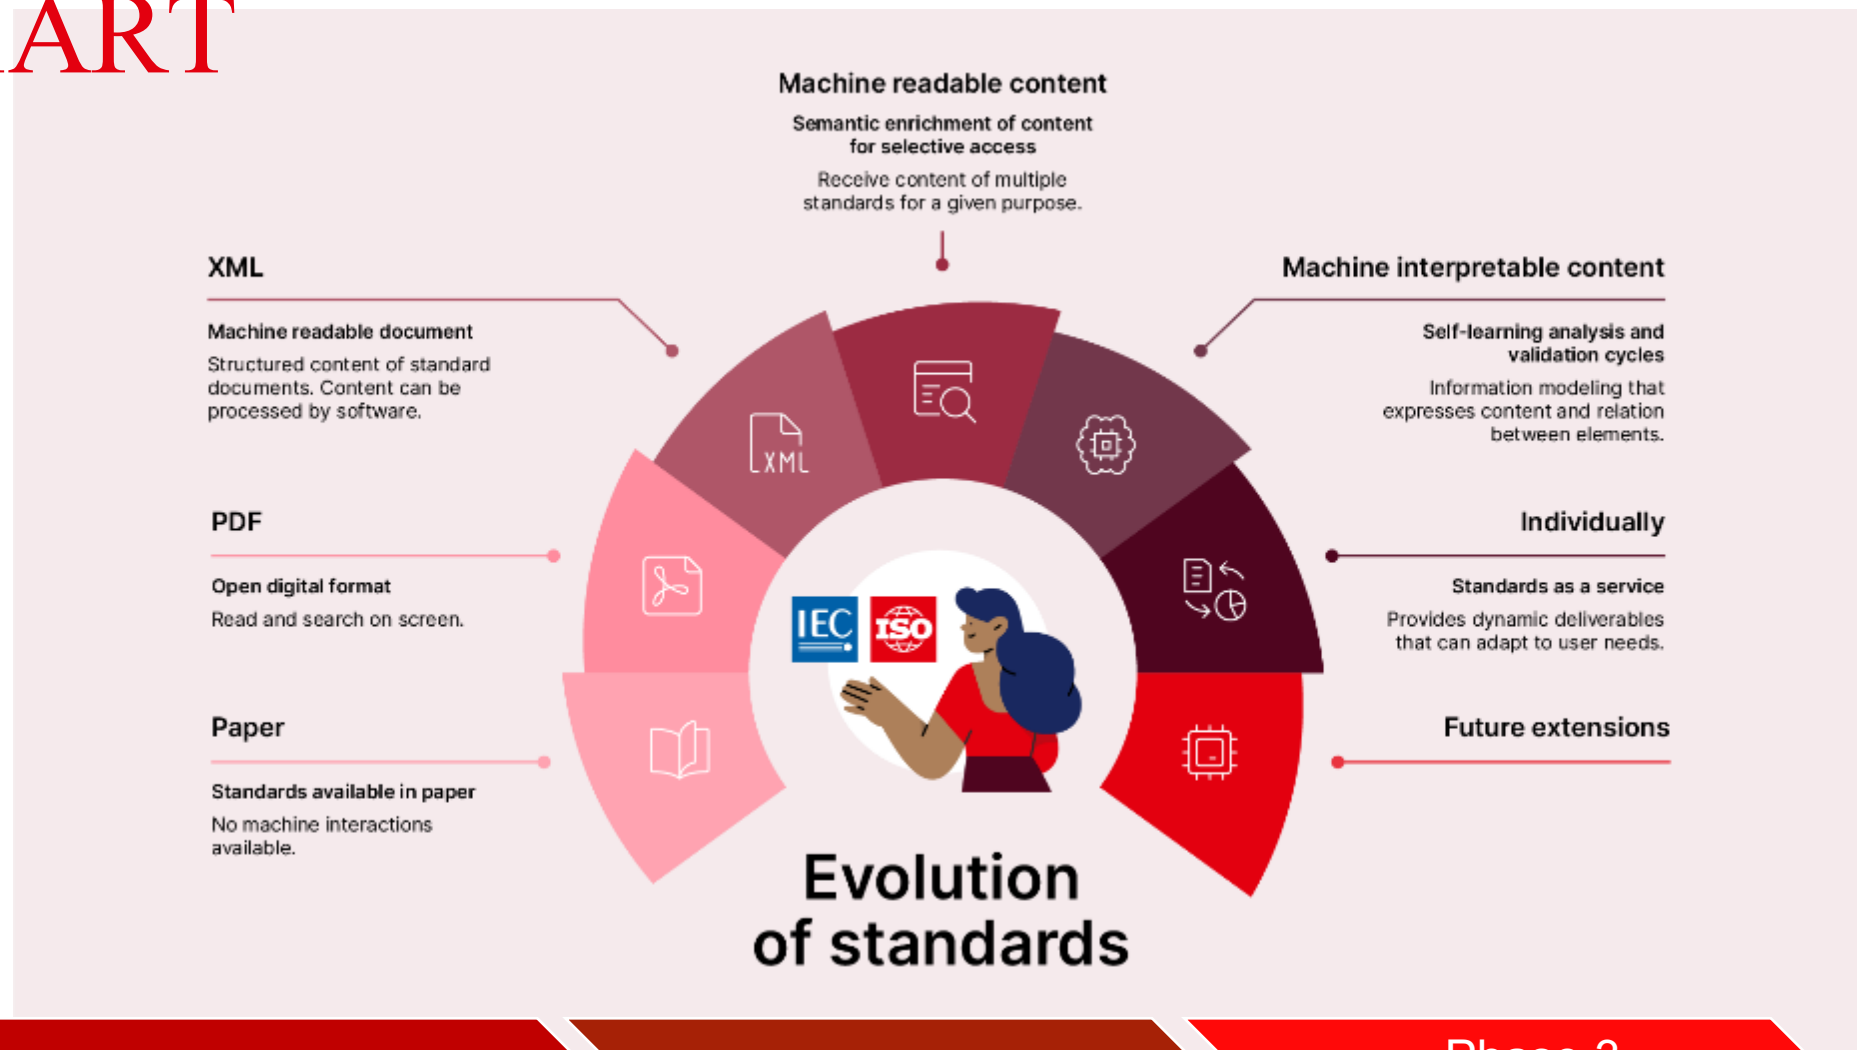 ART
Machine readable content
Semantic enrichment of content
for selective access
Receive content of multiple
standards for a given purpose.
XML
Machine readable document
Structured content of standard
documents. Content can be
processed by software.
Machine interpretable content
Self-learning analysis and
validation cycles
Information modeling that
expresses content and relation
between elements.
XML
PDF
Open digital format
Read and search on screen.
Individually
Standards as a service
Provides dynamic deliverables
that can adapt to user needs.
IEC
ISO
Paper
Standards available in paper
No machine interactions
available.
Future extensions
Evolution
of standards